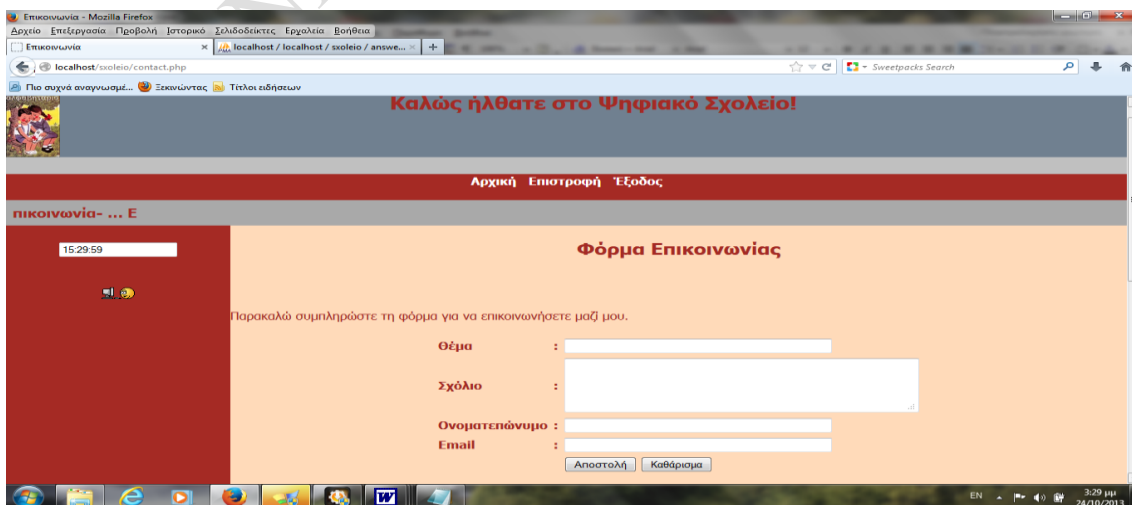 Επικοινωνία - Mozilla Firefox
Αρχείο Επεξεργασία Προβολή Ιστορικό Σελιδοδείκτες Εργαλεία Βοήθεια
Επικοινωνία × localhost / localhost / sxoleio / answe... × +
localhost/sxoleio/contact.php Sweetpacks Search
Πιο συχνά αναγνωσμέ... Ξεκινώντας Τίτλοι ειδήσεων
Καλώς ήλθατε στο Ψηφιακό Σχολείο!
Αρχική Επιστροφή Έξοδος
πικοινωνία- ... Ε
15:29:59
Φόρμα Επικοινωνίας
Παρακαλώ συμπληρώστε τη φόρμα για να επικοινωνήσετε μαζί μου.
Θέμα :
Σχόλιο :
Ονοματεπώνυμο :
Email :
Αποστολή Καθάρισμα
EN 3:29 μμ
24/10/2013